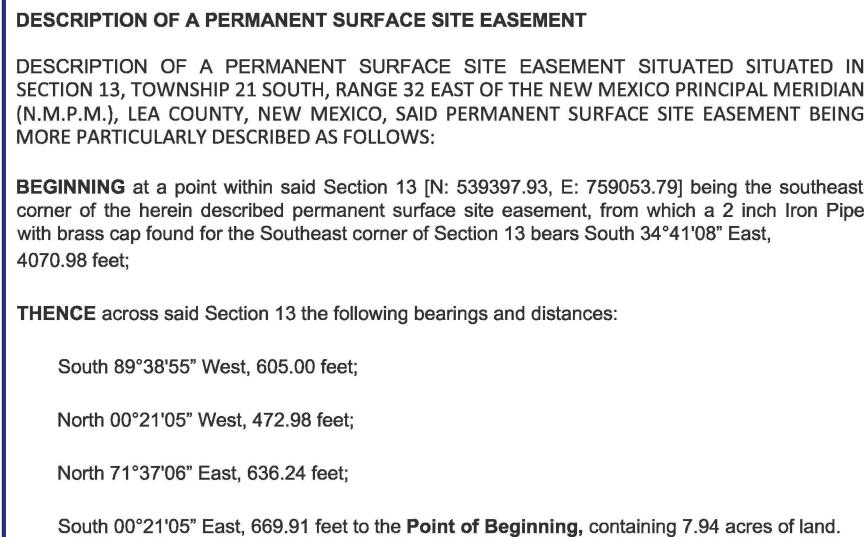 DESCRIPTION OF A PERMANENT SURFACE SITE EASEMENT
DESCRIPTION OF A PERMANENT SURFACE SITE EASEMENT SITUATED SITUATED IN
SECTION 13, TOWNSHIP 21 SOUTH, RANGE 32 EAST OF THE NEW MEXICO PRINCIPAL MERIDIAN
(N.M.P.M.), LEA COUNTY, NEW MEXICO, SAID PERMANENT SURFACE SITE EASEMENT BEING
MORE PARTICULARLY DESCRIBED AS FOLLOWS:
BEGINNING at a point within said Section 13 [N: 539397.93, E: 759053.79] being the southeast
corner of the herein described permanent surface site easement, from which a 2 inch Iron Pipe
with brass cap found for the Southeast corner of Section 13 bears South 34°41'08” East,
4070.98 feet;
THENCE across said Section 13 the following bearings and distances:
South 89°38'55” West, 605.00 feet;
North 00°21'05” West, 472.98 feet;
North 71°37'06” East, 636.24 feet;
South 00°21'05” East, 669.91 feet to the Point of Beginning, containing 7.94 acres of land.